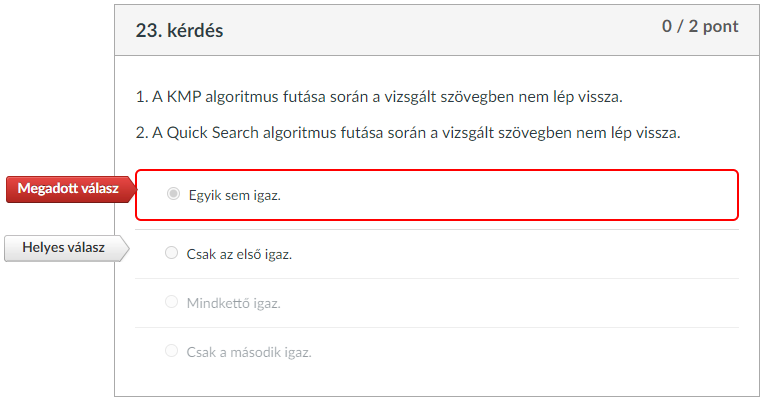 23. kérdés
0 / 2 pont
1. A KMP algoritmus futása során a vizsgált szövegben nem lép vissza.
2. A Quick Search algoritmus futása során a vizsgált szövegben nem lép vissza.
Megadott válasz
Egyik sem igaz.
Helyes válasz
Csak az első igaz.
Mindkettő igaz.
Csak a második igaz.